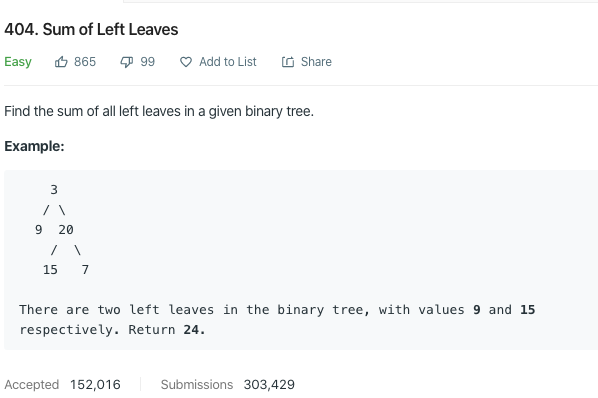 404. Sum of Left Leaves
Easy 865 99 Add to List Share
Find the sum of all left leaves in a given binary tree.
Example:
3
/ \
9 20
/ \
15 7
There are two left leaves in the binary tree, with values 9 and 15
respectively. Return 24.
Accepted 152,016 Submissions 303,429